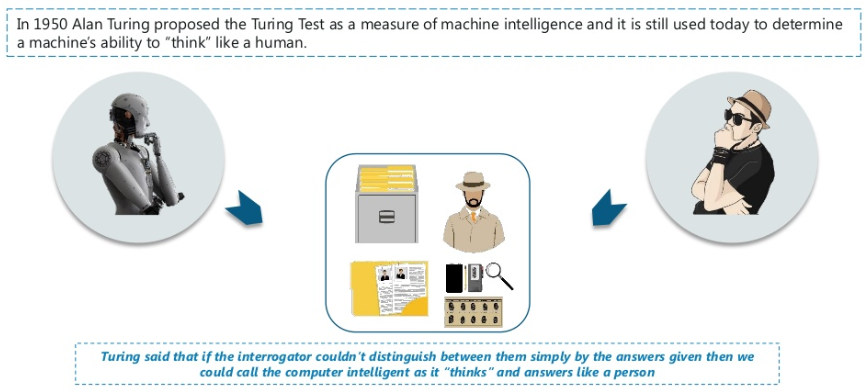 In 1950 Alan Turing proposed the Turing Test as a measure of machine intelligence and it is still used today to determine
a machine's ability to “think” like a human.
Turing said that if the interrogator couldn't distinguish between them simply by the answers given then we
could call the computer intelligent as it “thinks” and answers like a person